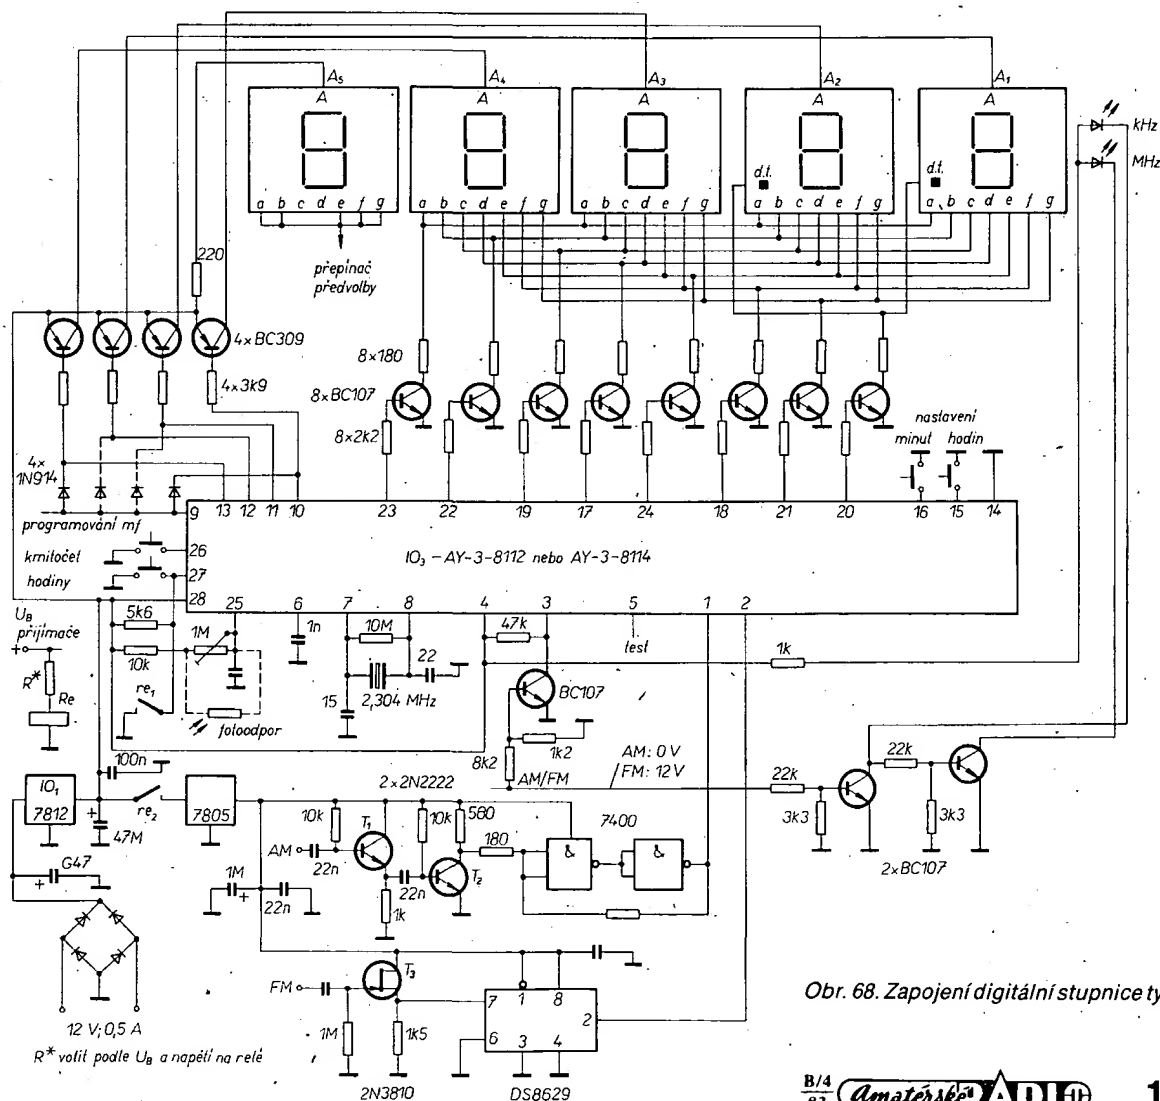 A5 A4 A3 A2 A1
A A A A A
kHz
MHz
d.t. d.t.
a b c d e f g a b c d e f g a b c d e f g a b c d e f g a b c d e f g
přepínač
předvolby
220
4×BC309
4×3k9
8×180
8×BC107
8×2k2
nastavení
minut hodin
4×
1N914
9 13 12 11 10 23 22 19 17 24 18 21 20 16 15 14
programování mf
kmitočet
hodiny
26
27
28
IO3 – AY-3-8112 nebo AY-3-8114
25 6 7 8 4 3 5 1 2
UB
přijímače
+
5k6
1M
10k
1n
10M
22
15
2,304 MHz
47k
test
1k
R*
Re
re1
fotoodpor
BC107
1k2
8k2
AM/FM
AM: 0 V
/FM: 12 V
100n
IO1
7812
re2
7805
+
47M
2×2N2222
10k
T1
10k
560
180
7400
& &
22k
22k
3k3
3k3
2×BC107
AM
22n
22n
T2
1k
G47
+
1M
+
22n
T3
FM
1M
1k5
7 1 8
6 2
3 4
12 V; 0,5 A
R* volit podle UB a napětí na relé
2N3810
DS8629
Obr. 68. Zapojení digitální stupnice ty
B/4
Amatérské RADIO
1